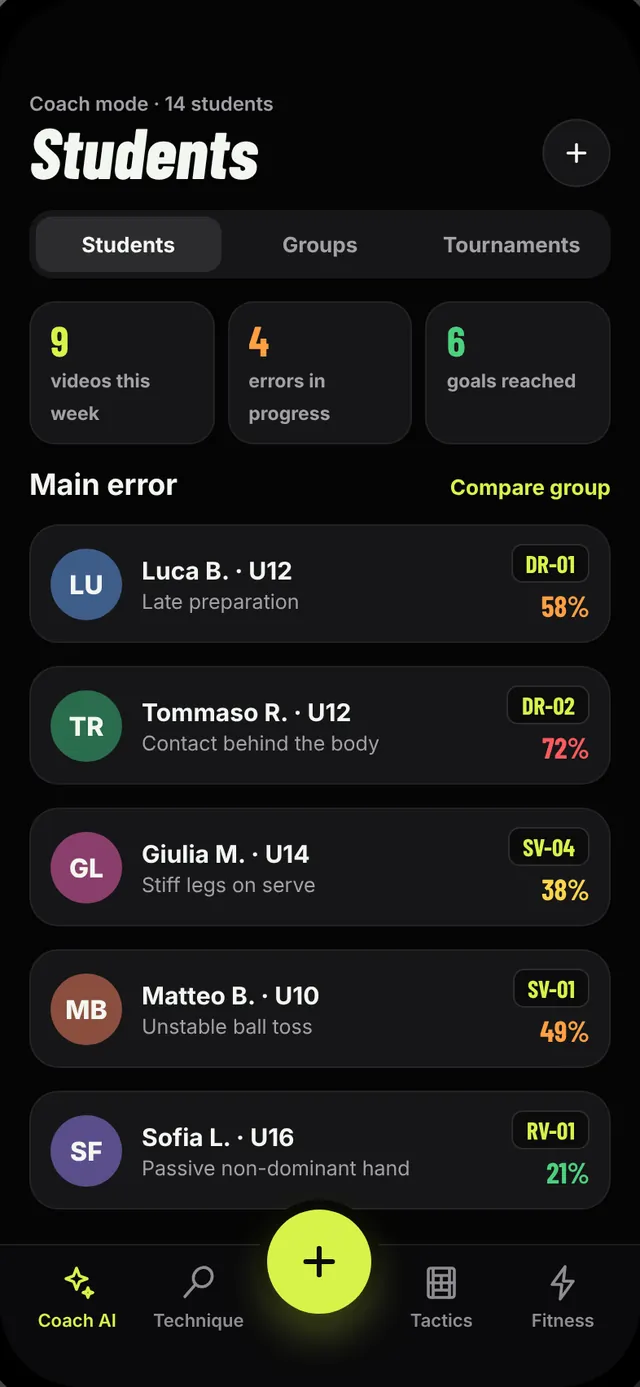 Coach mode · 14 students
Students
+
Students
Groups
Tournaments
9
videos this
week
4
errors in
progress
6
goals reached
Main error
Compare group
LU
Luca B. · U12
Late preparation
DR-01
58%
TR
Tommaso R. · U12
Contact behind the body
DR-02
72%
GL
Giulia M. · U14
Stiff legs on serve
SV-04
38%
MB
Matteo B. · U10
Unstable ball toss
SV-01
49%
SF
Sofia L. · U16
Passive non-dominant hand
RV-01
21%
+
Coach AI
Technique
Tactics
Fitness